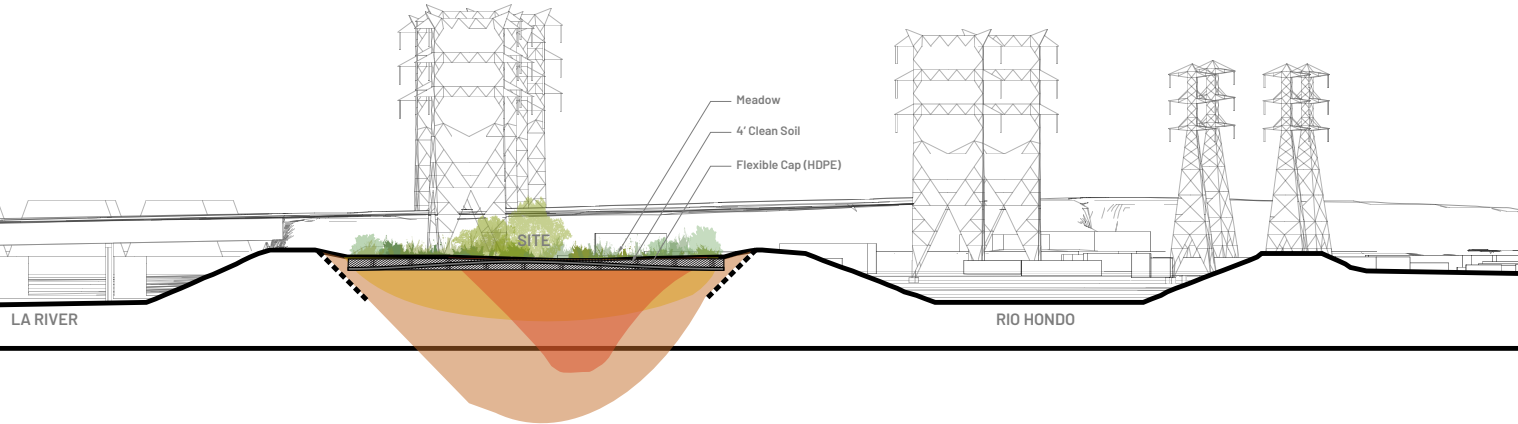 Meadow
4' Clean Soil
Flexible Cap (HDPE)
SITE
LA RIVER
RIO HONDO